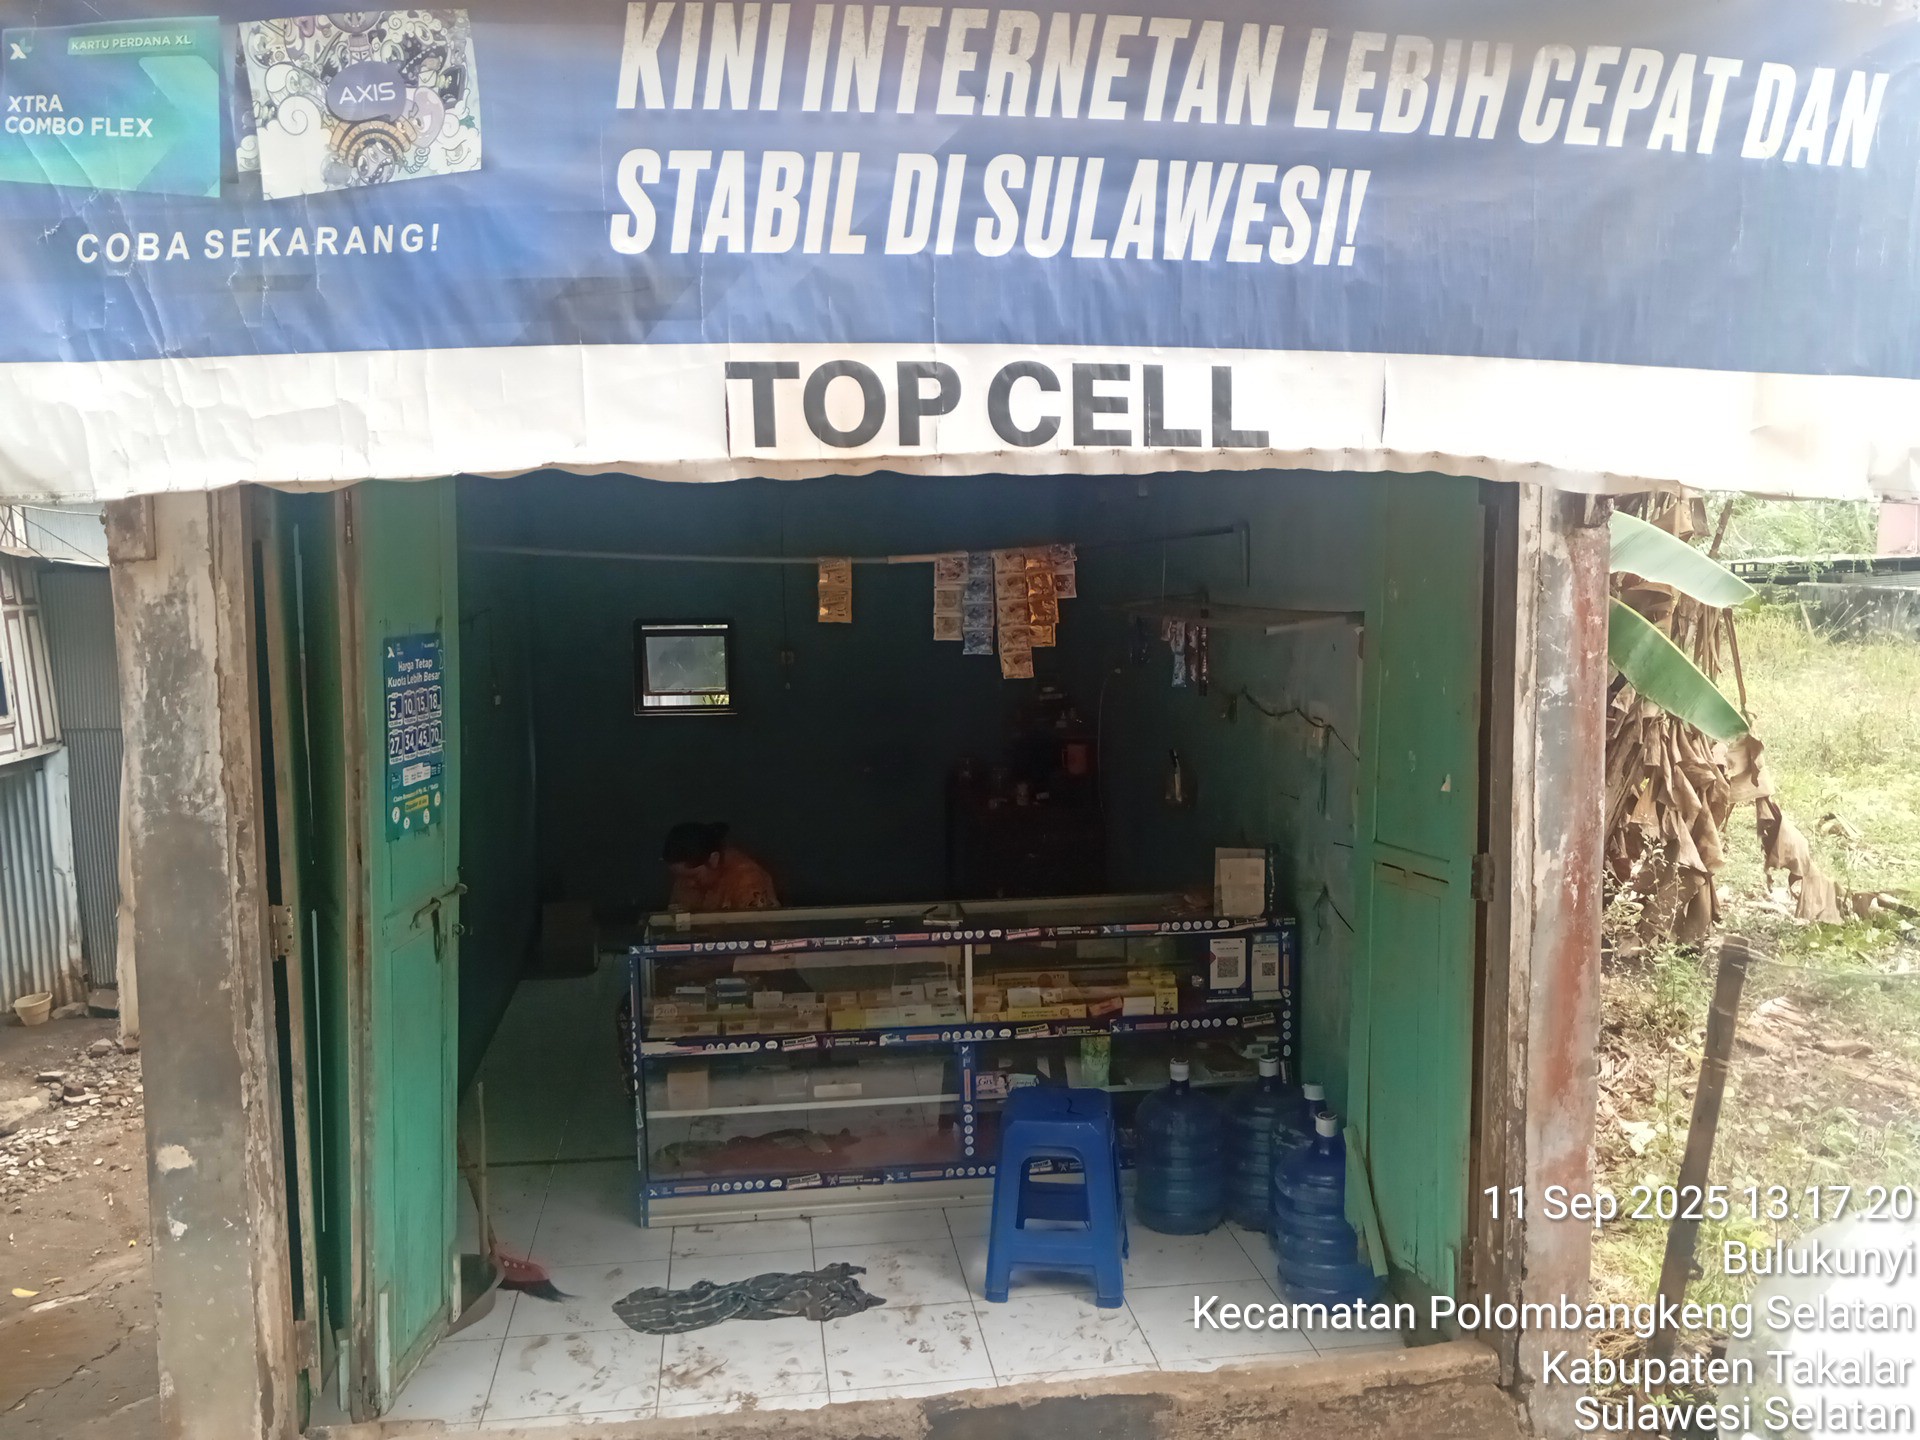 KARTU PERDANA XL
XTRA
COMBO FLEX
AXIS
COBA SEKARANG!
KINI INTERNETAN LEBIH CEPAT DAN
STABIL DI SULAWESI!
TOP CELL
Harga Tetap
Kuota Lebih Besar
5 10 15 18
27 34 45 70
11 Sep 2025 13.17.20
Bulukunyi
Kecamatan Polombangkeng Selatan
Kabupaten Takalar
Sulawesi Selatan